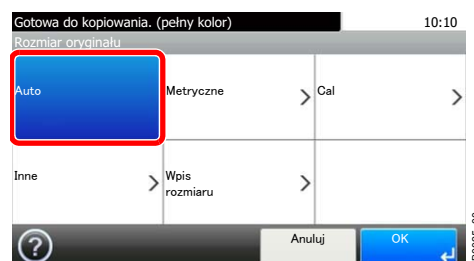 Gotowa do kopiowania. (pełny kolor) 10:10
Rozmiar oryginału
Auto Metryczne Cal
Inne Wpis
rozmiaru
? Anuluj OK